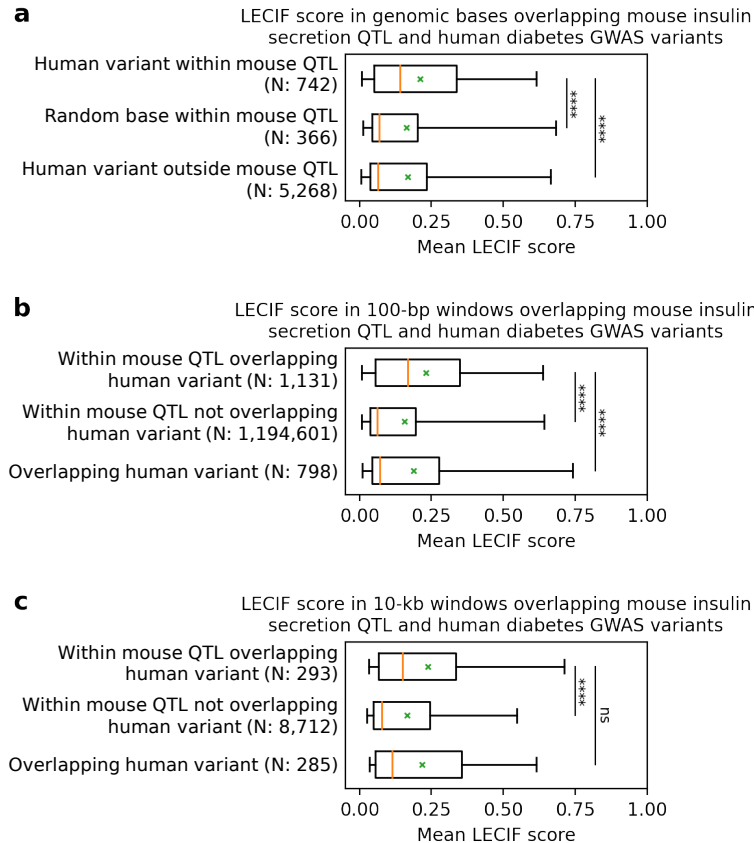 a
LECIF score in genomic bases overlapping mouse insulin
secretion QTL and human diabetes GWAS variants
Human variant within mouse QTL
(N: 742)
Random base within mouse QTL
(N: 366)
Human variant outside mouse QTL
(N: 5,268)
****
****
0.00 0.25 0.50 0.75 1.00
Mean LECIF score
b
LECIF score in 100-bp windows overlapping mouse insulin
secretion QTL and human diabetes GWAS variants
Within mouse QTL overlapping
human variant (N: 1,131)
Within mouse QTL not overlapping
human variant (N: 1,194,601)
Overlapping human variant (N: 798)
****
****
0.00 0.25 0.50 0.75 1.00
Mean LECIF score
c
LECIF score in 10-kb windows overlapping mouse insulin
secretion QTL and human diabetes GWAS variants
Within mouse QTL overlapping
human variant (N: 293)
Within mouse QTL not overlapping
human variant (N: 8,712)
Overlapping human variant (N: 285)
****
ns
0.00 0.25 0.50 0.75 1.00
Mean LECIF score